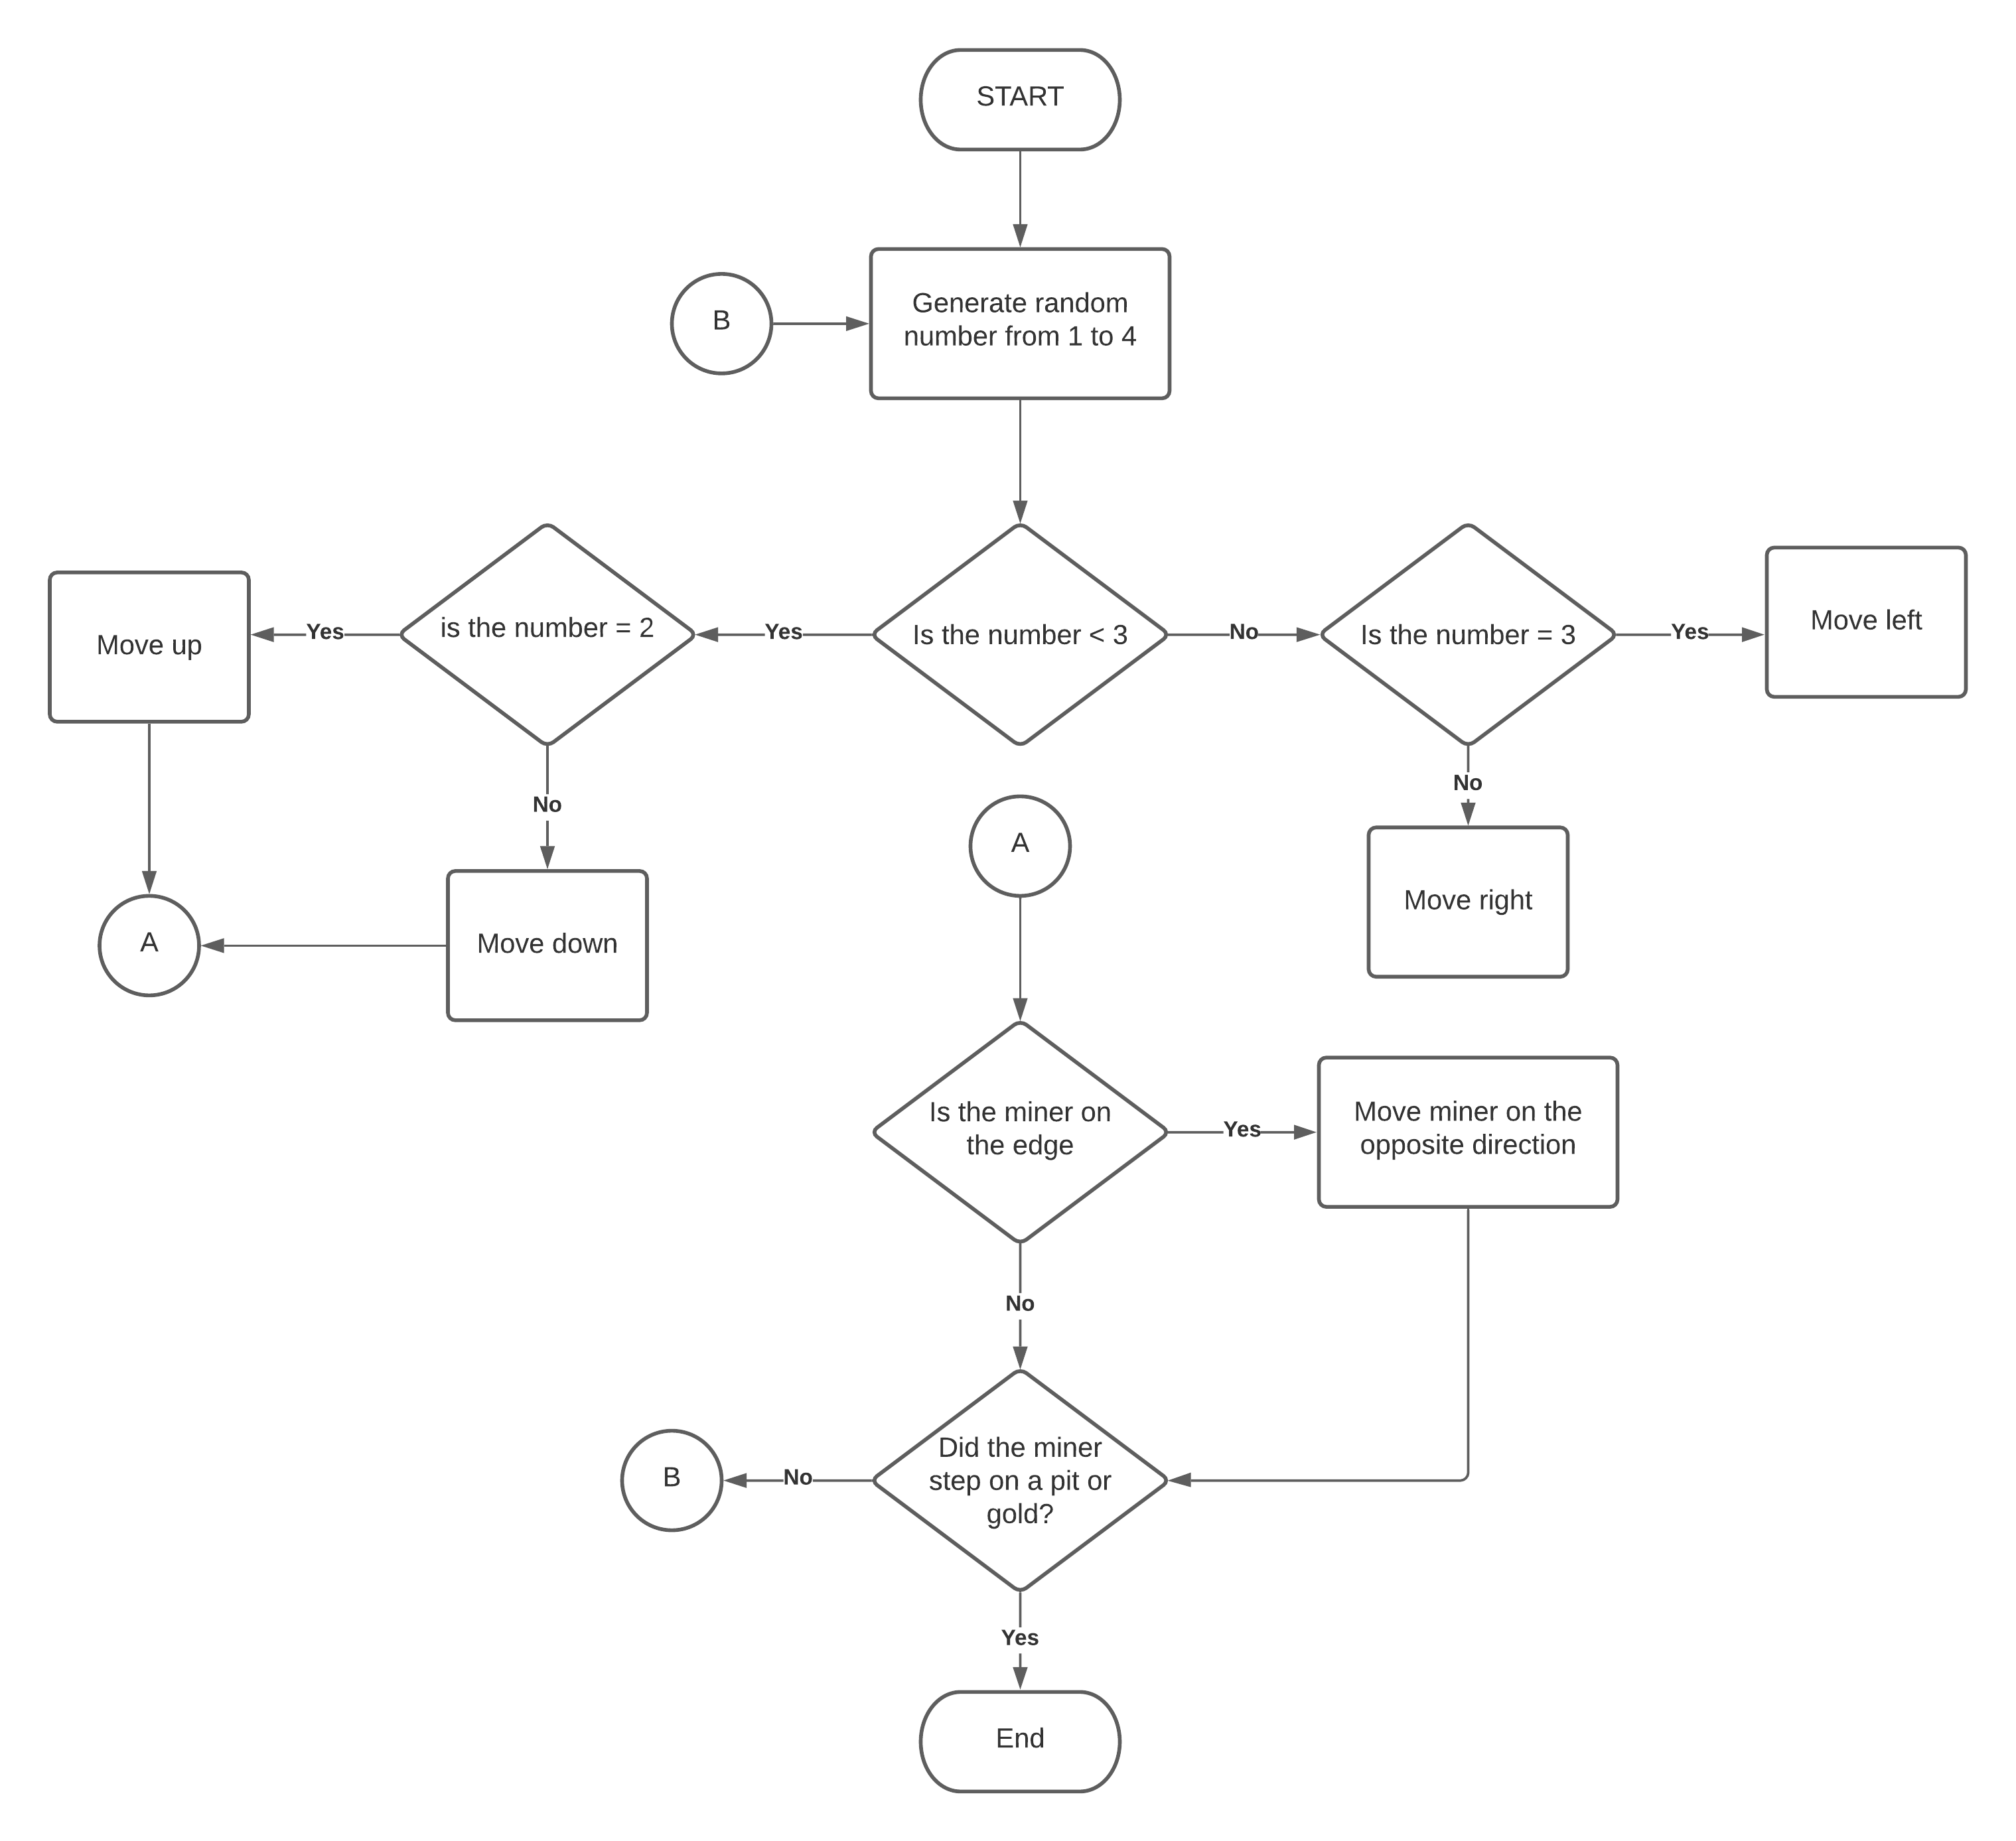 START
B
Generate random
number from 1 to 4
Move up
Yes
is the number = 2
Yes
Is the number < 3
No
Is the number = 3
Yes
Move left
No
No
A
Move right
A
Move down
Is the miner on
the edge
Yes
Move miner on the
opposite direction
No
B
No
Did the miner
step on a pit or
gold?
Yes
End